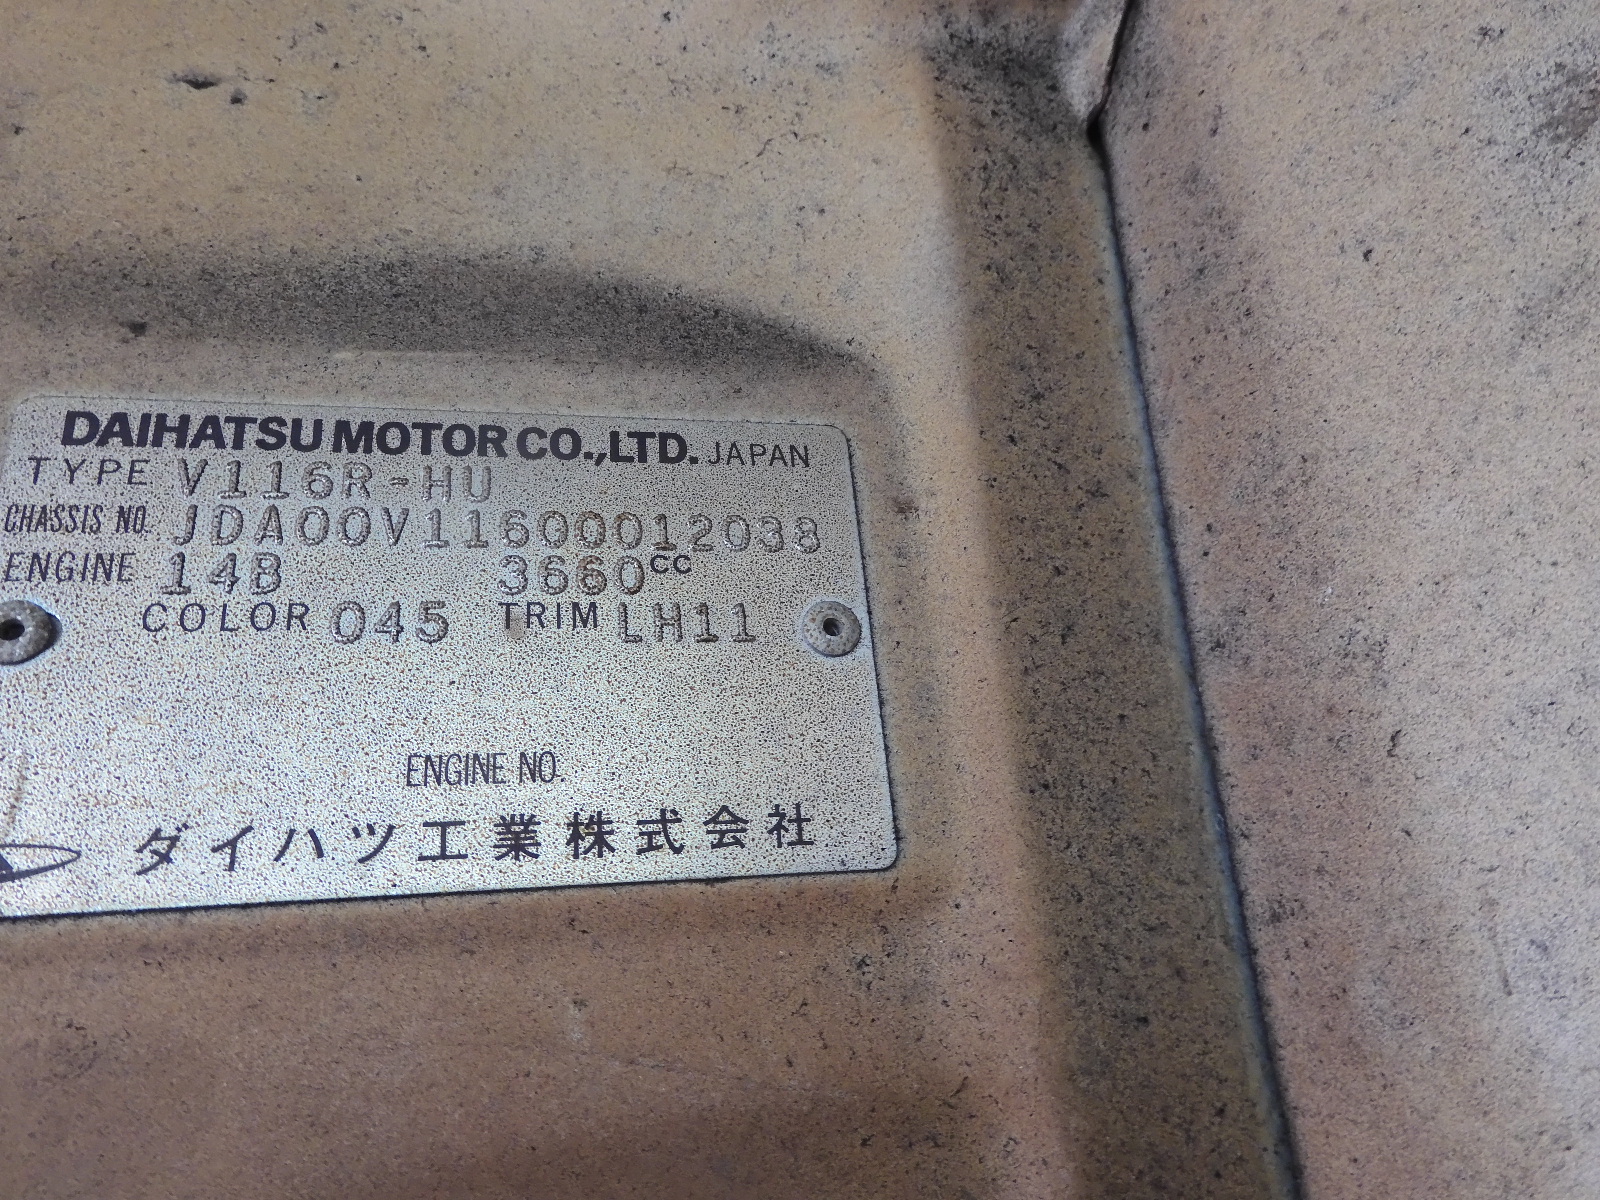 DAIHATSU MOTOR CO.,LTD. JAPAN
TYPE V116R-HU
CHASSIS NO. JDA00V11600012038
ENGINE 14B 3660CC
COLOR 045 TRIM LH11
ENGINE NO.
ダイハツ工業株式会社